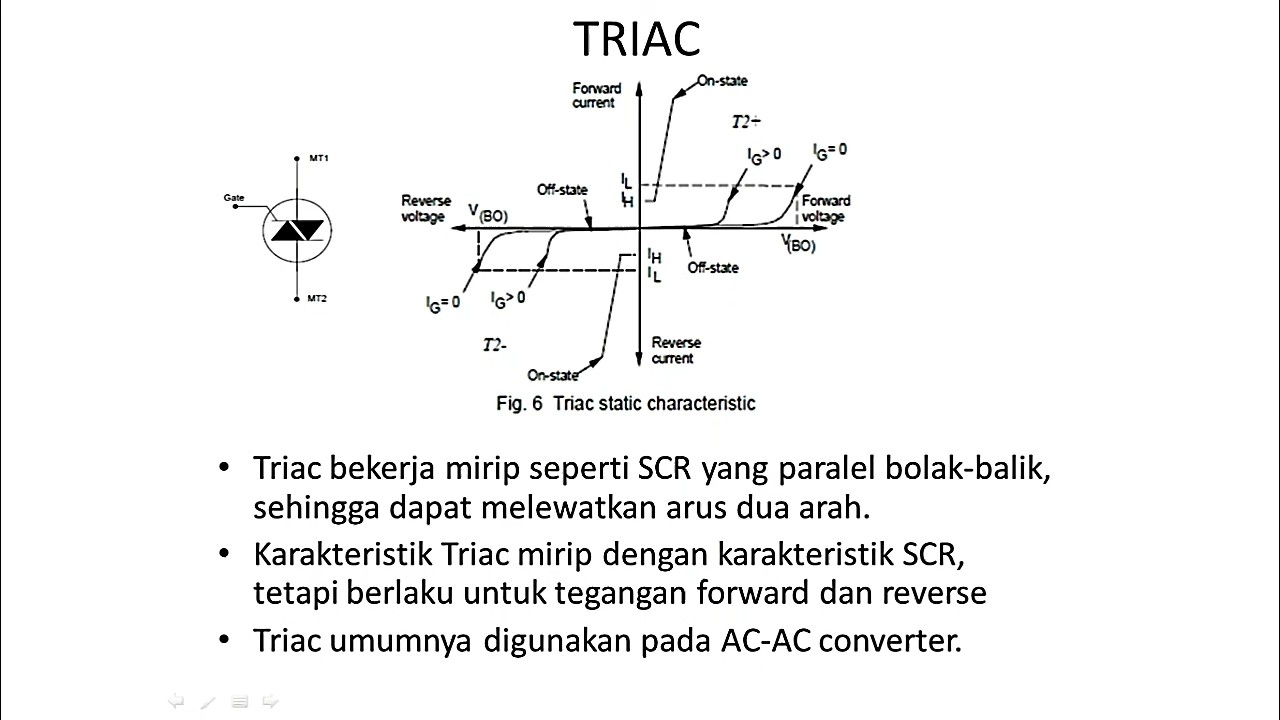 TRIAC
Forward
current
On-state
T2+
IG> 0
IG= 0
IL
IH
Off-state
Reverse
voltage
V(BO)
Forward
voltage
V(BO)
Off-state
IH
IL
IG= 0
IG> 0
T2-
Reverse
current
On-state
MT1
Gate
MT2
Fig. 6 Triac static characteristic
• Triac bekerja mirip seperti SCR yang paralel bolak-balik,
sehingga dapat melewatkan arus dua arah.
• Karakteristik Triac mirip dengan karakteristik SCR,
tetapi berlaku untuk tegangan forward dan reverse
• Triac umumnya digunakan pada AC-AC converter.